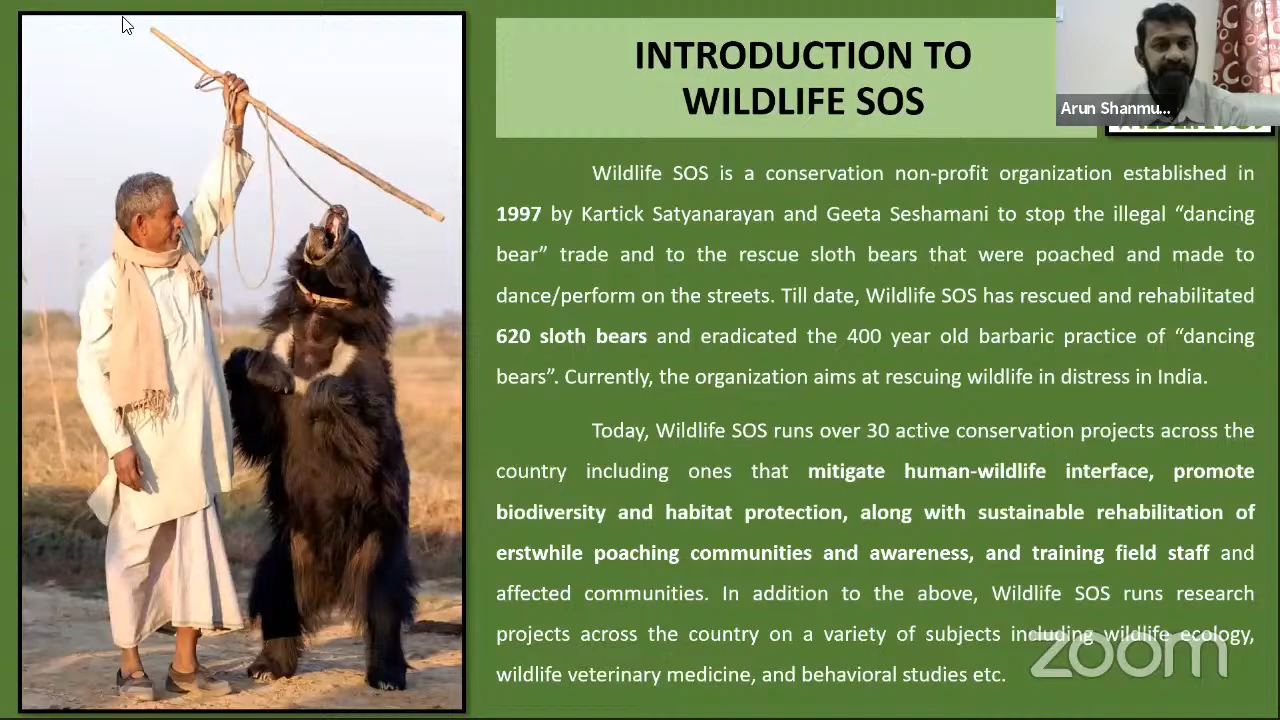 INTRODUCTION TO
WILDLIFE SOS
Arun Shanmu...
WILDLIFE SOS
Wildlife SOS is a conservation non-profit organization established in
1997 by Kartick Satyanarayan and Geeta Seshamani to stop the illegal “dancing
bear” trade and to the rescue sloth bears that were poached and made to
dance/perform on the streets. Till date, Wildlife SOS has rescued and rehabilitated
620 sloth bears and eradicated the 400 year old barbaric practice of “dancing
bears”. Currently, the organization aims at rescuing wildlife in distress in India.
Today, Wildlife SOS runs over 30 active conservation projects across the
country including ones that mitigate human-wildlife interface, promote
biodiversity and habitat protection, along with sustainable rehabilitation of
erstwhile poaching communities and awareness, and training field staff and
affected communities. In addition to the above, Wildlife SOS runs research
projects across the country on a variety of subjects including wildlife ecology,
wildlife veterinary medicine, and behavioral studies etc.
zoom